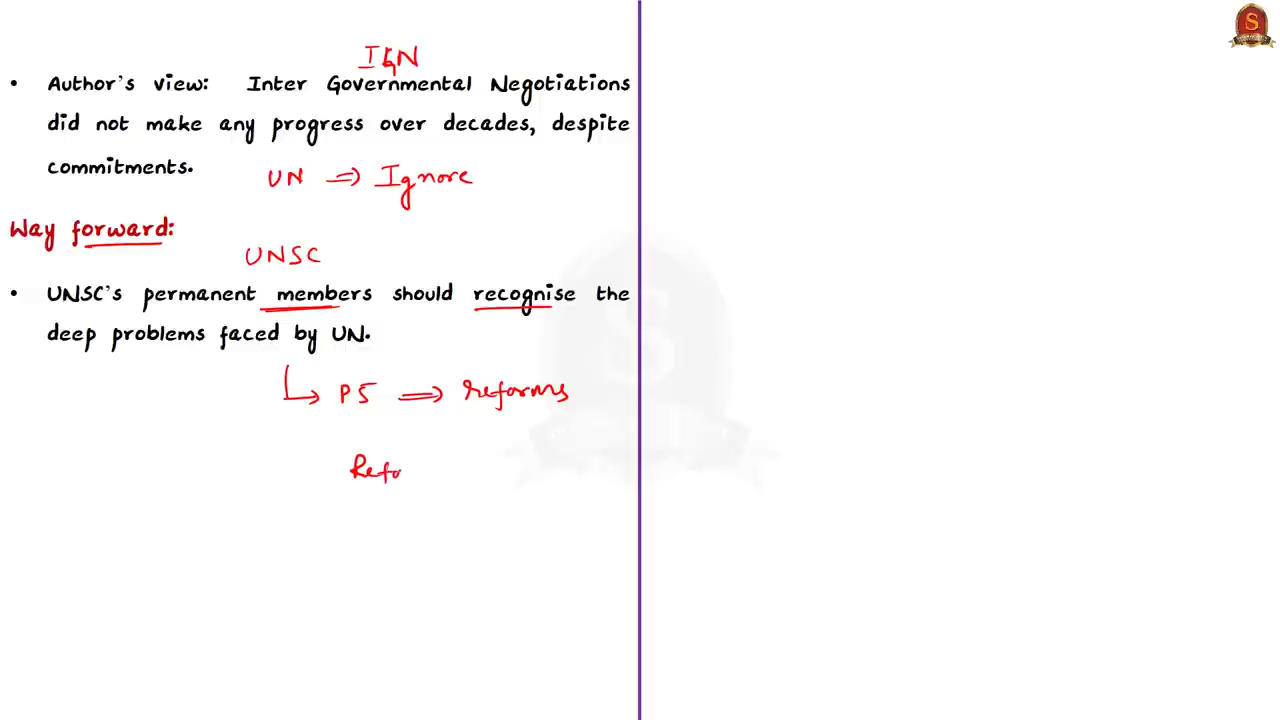 IGN
• Author's view: Inter Governmental Negotiations
did not make any progress over decades, despite
commitments.
UN ⇒ Ignore
Way forward:
UNSC
• UNSC's permanent members should recognise the
deep problems faced by UN.
↳ P5 ⇒ reforms
Refo
S